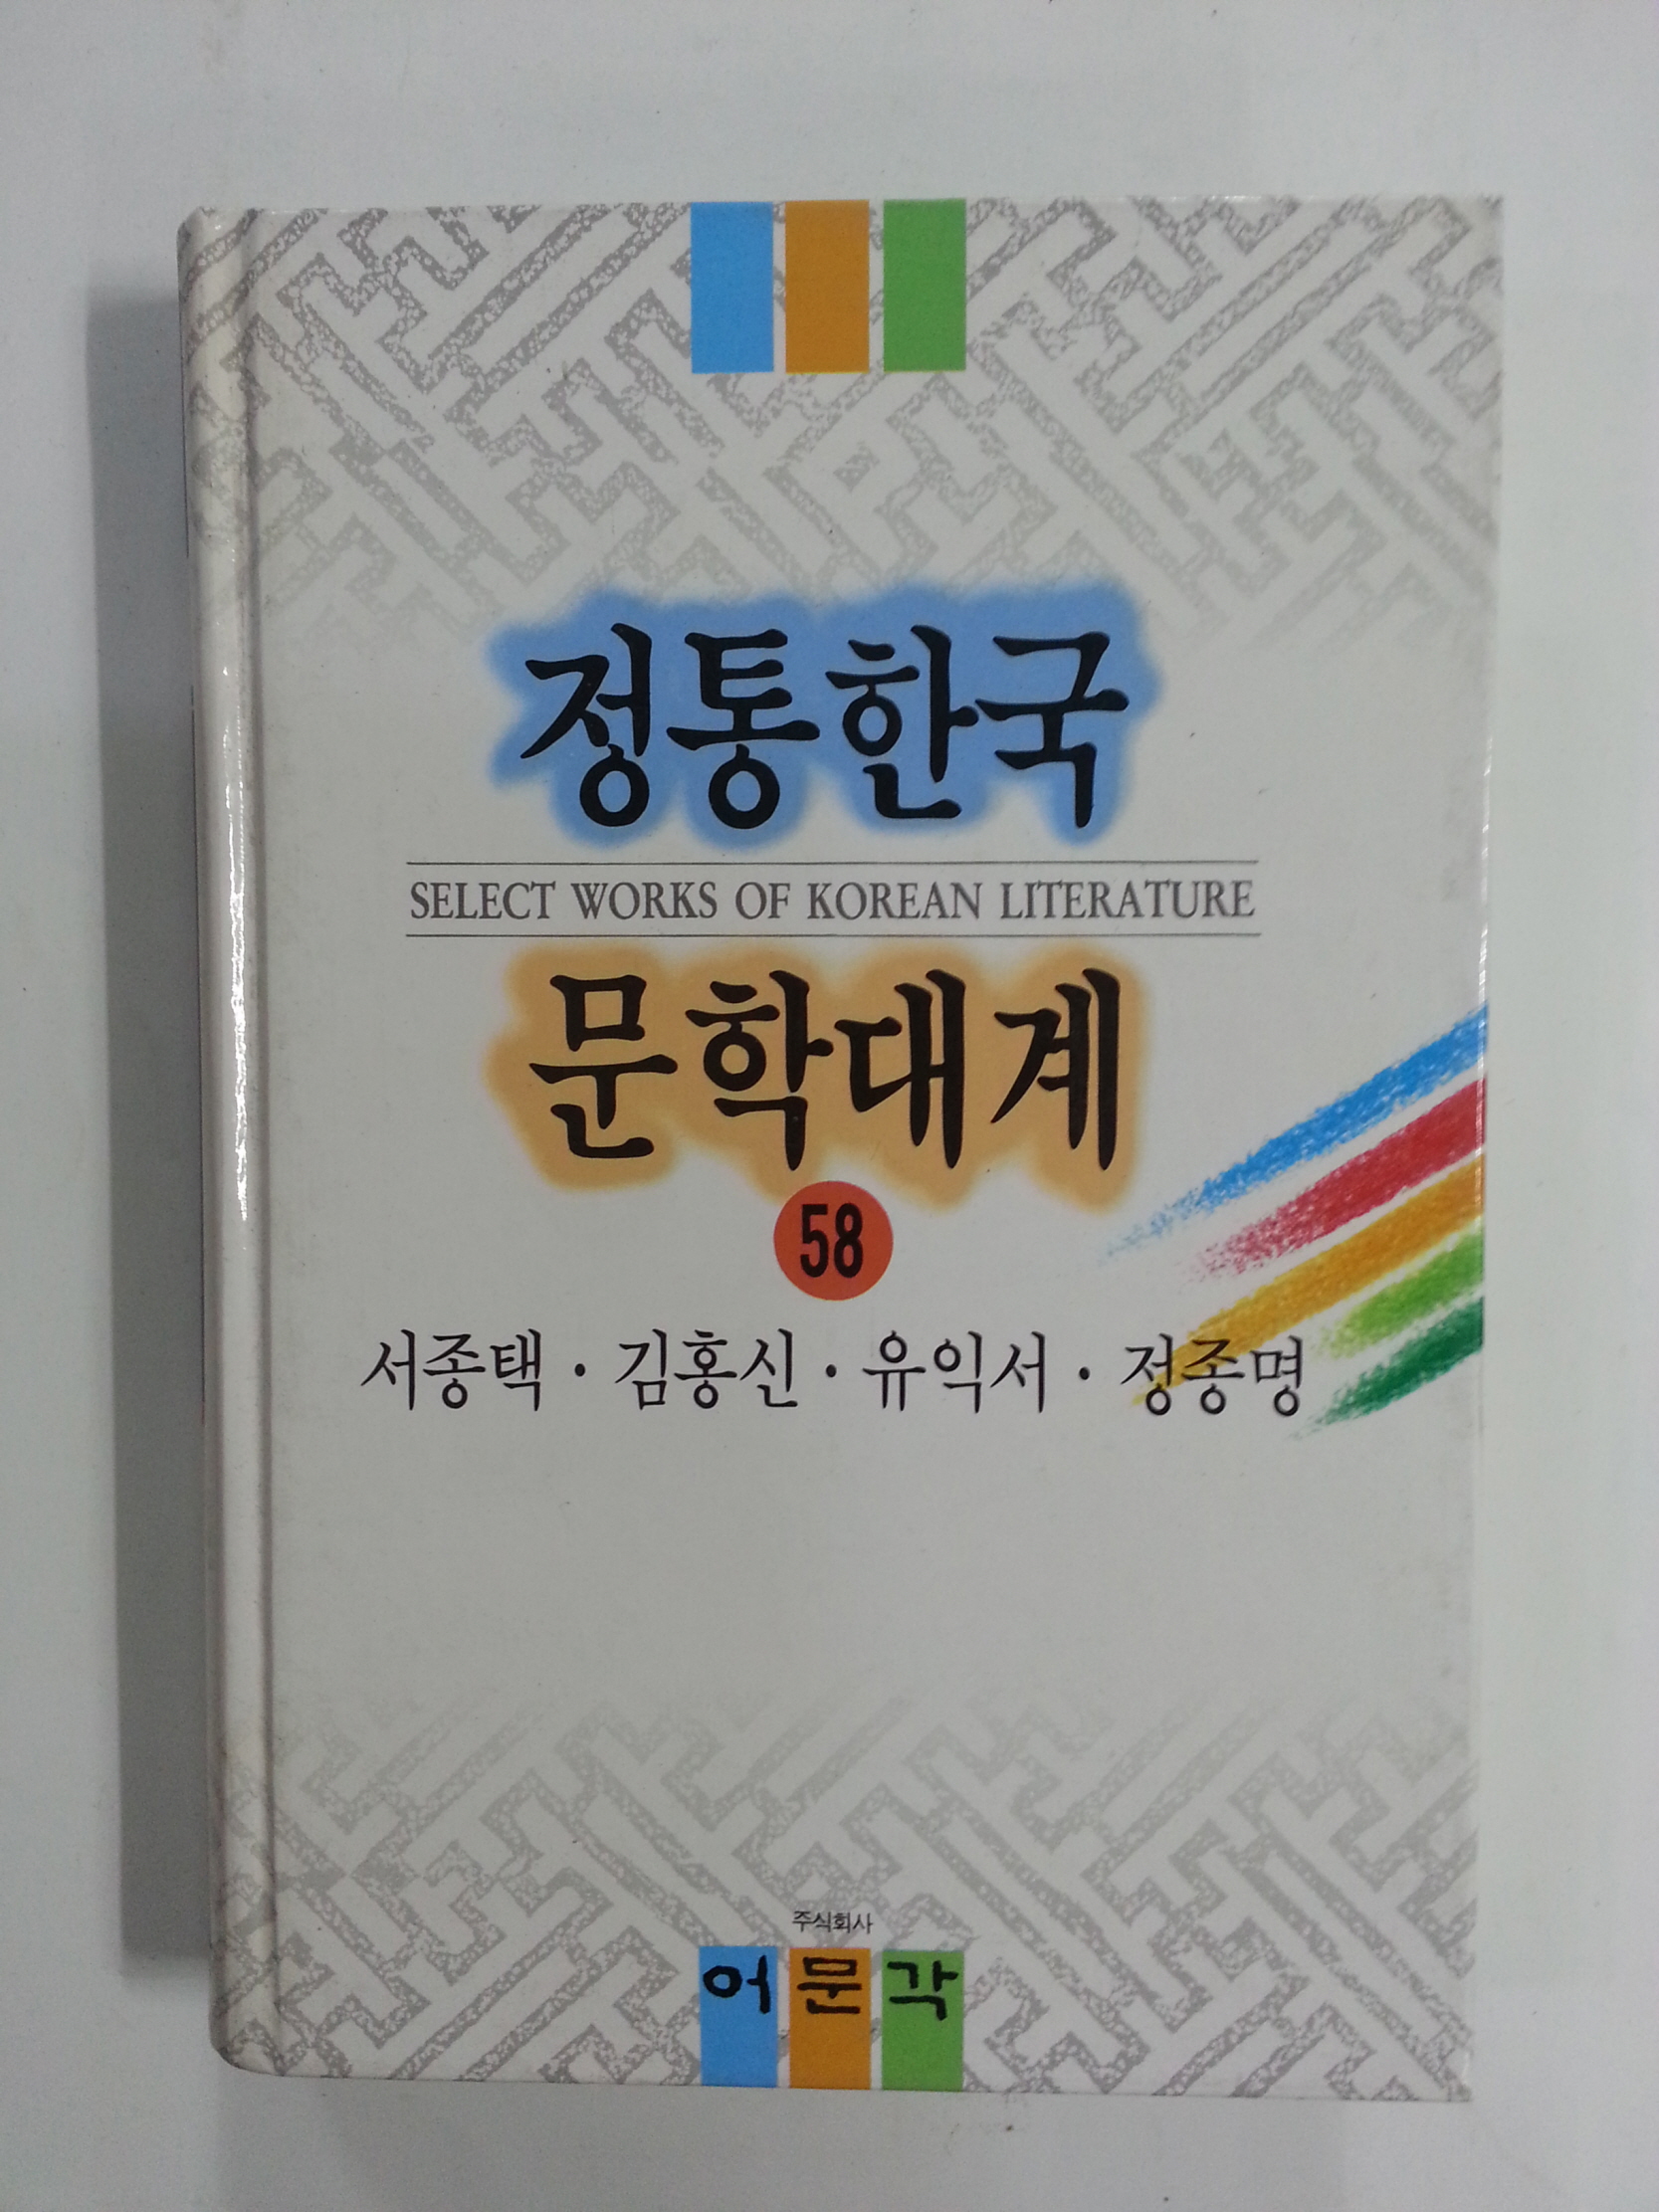 정통한국
SELECT WORKS OF KOREAN LITERATURE
문학대계
58
서종택·김홍신·유익서·정종명
주식회사
어문각